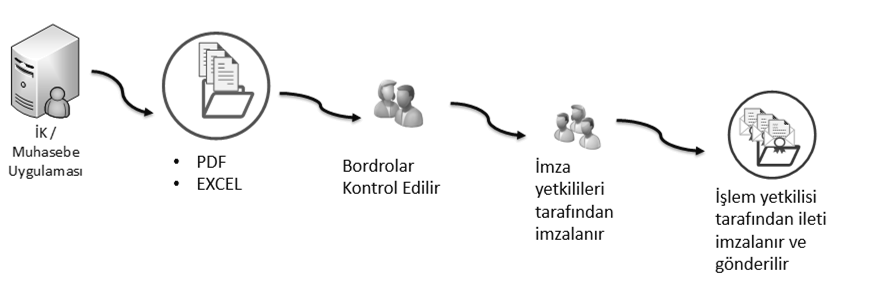 İK /
Muhasebe
Uygulaması
• PDF
• EXCEL
Bordrolar
Kontrol Edilir
İmza
yetkilileri
tarafından
imzalanır
İşlem yetkilisi
tarafından ileti
imzalanır ve
gönderilir